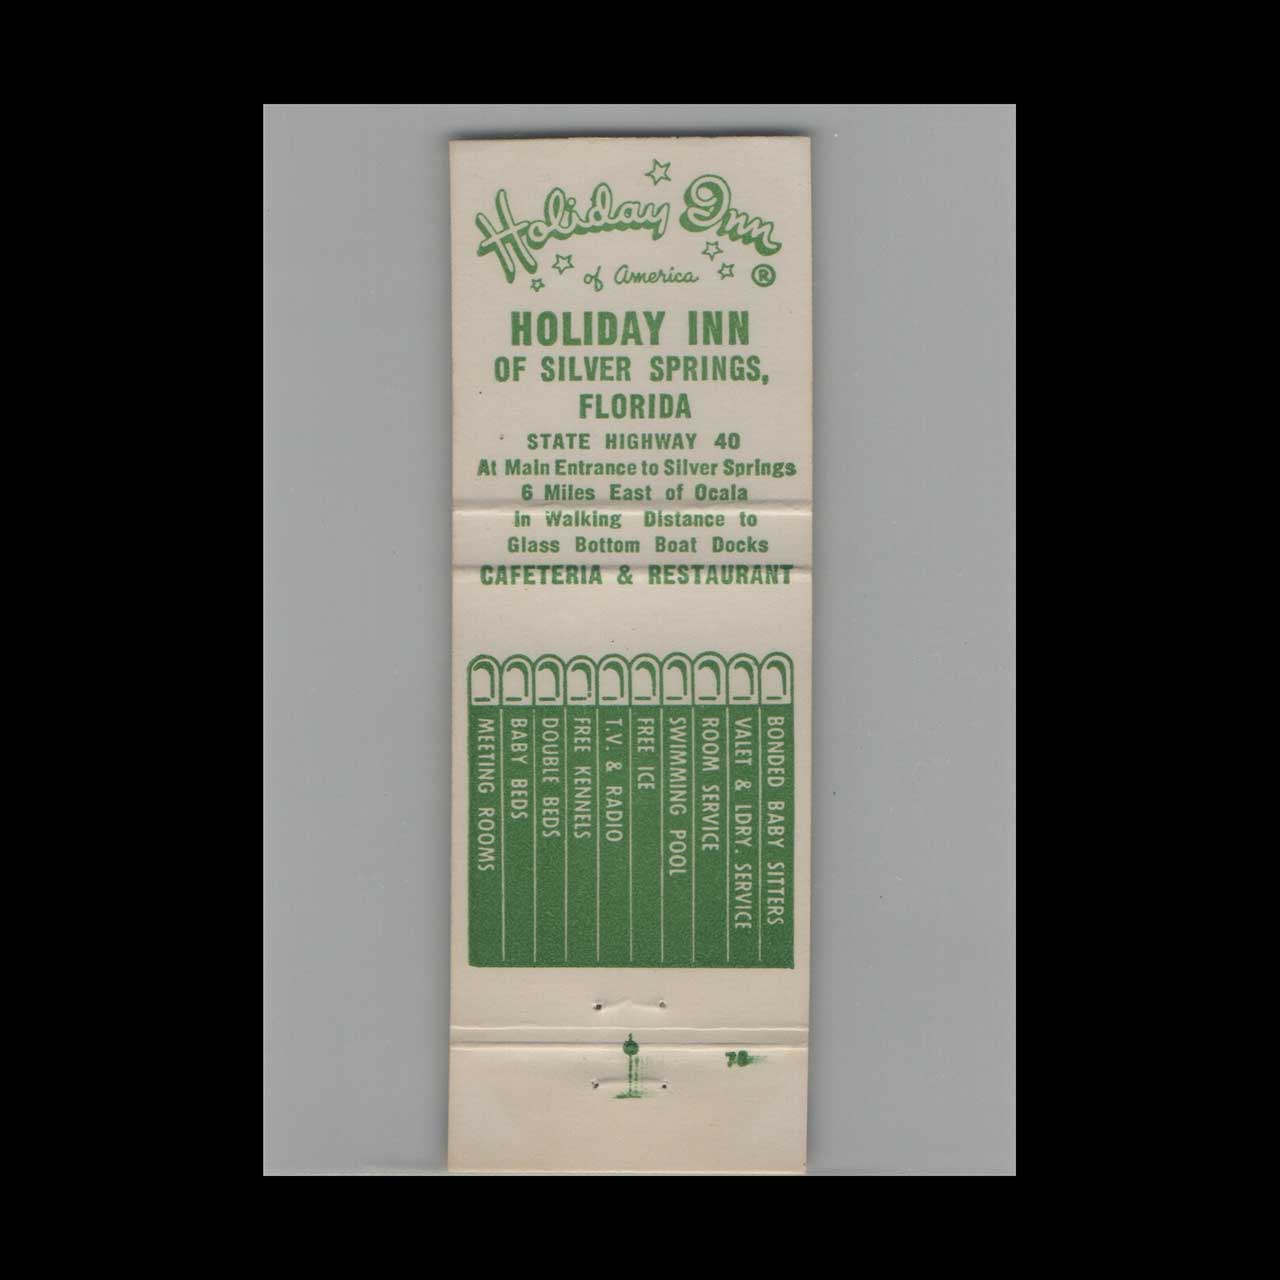 Holiday Inn
of America ®
HOLIDAY INN
OF SILVER SPRINGS,
FLORIDA
STATE HIGHWAY 40
At Main Entrance to Silver Springs
6 Miles East of Ocala
In Walking Distance to
Glass Bottom Boat Docks
CAFETERIA & RESTAURANT
BONDED BABY SITTERS
VALET & LDRY. SERVICE
ROOM SERVICE
SWIMMING POOL
FREE ICE
T.V. & RADIO
FREE KENNELS
DOUBLE BEDS
BABY BEDS
MEETING ROOMS